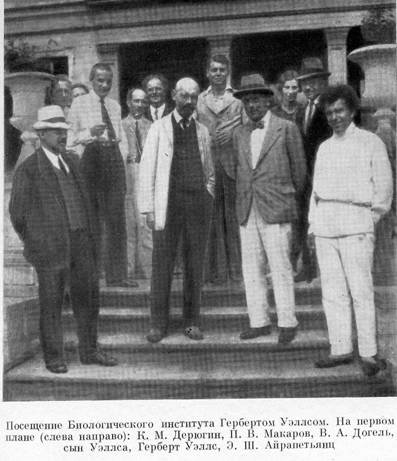 Посещение Биологического института Гербертом Уэллсом. На первом
плане (слева направо): К. М. Дерюгин, П. В. Макаров, В. А. Догель,
сын Уэллса, Герберт Уэллс, Э. Ш. Айрапетьянц